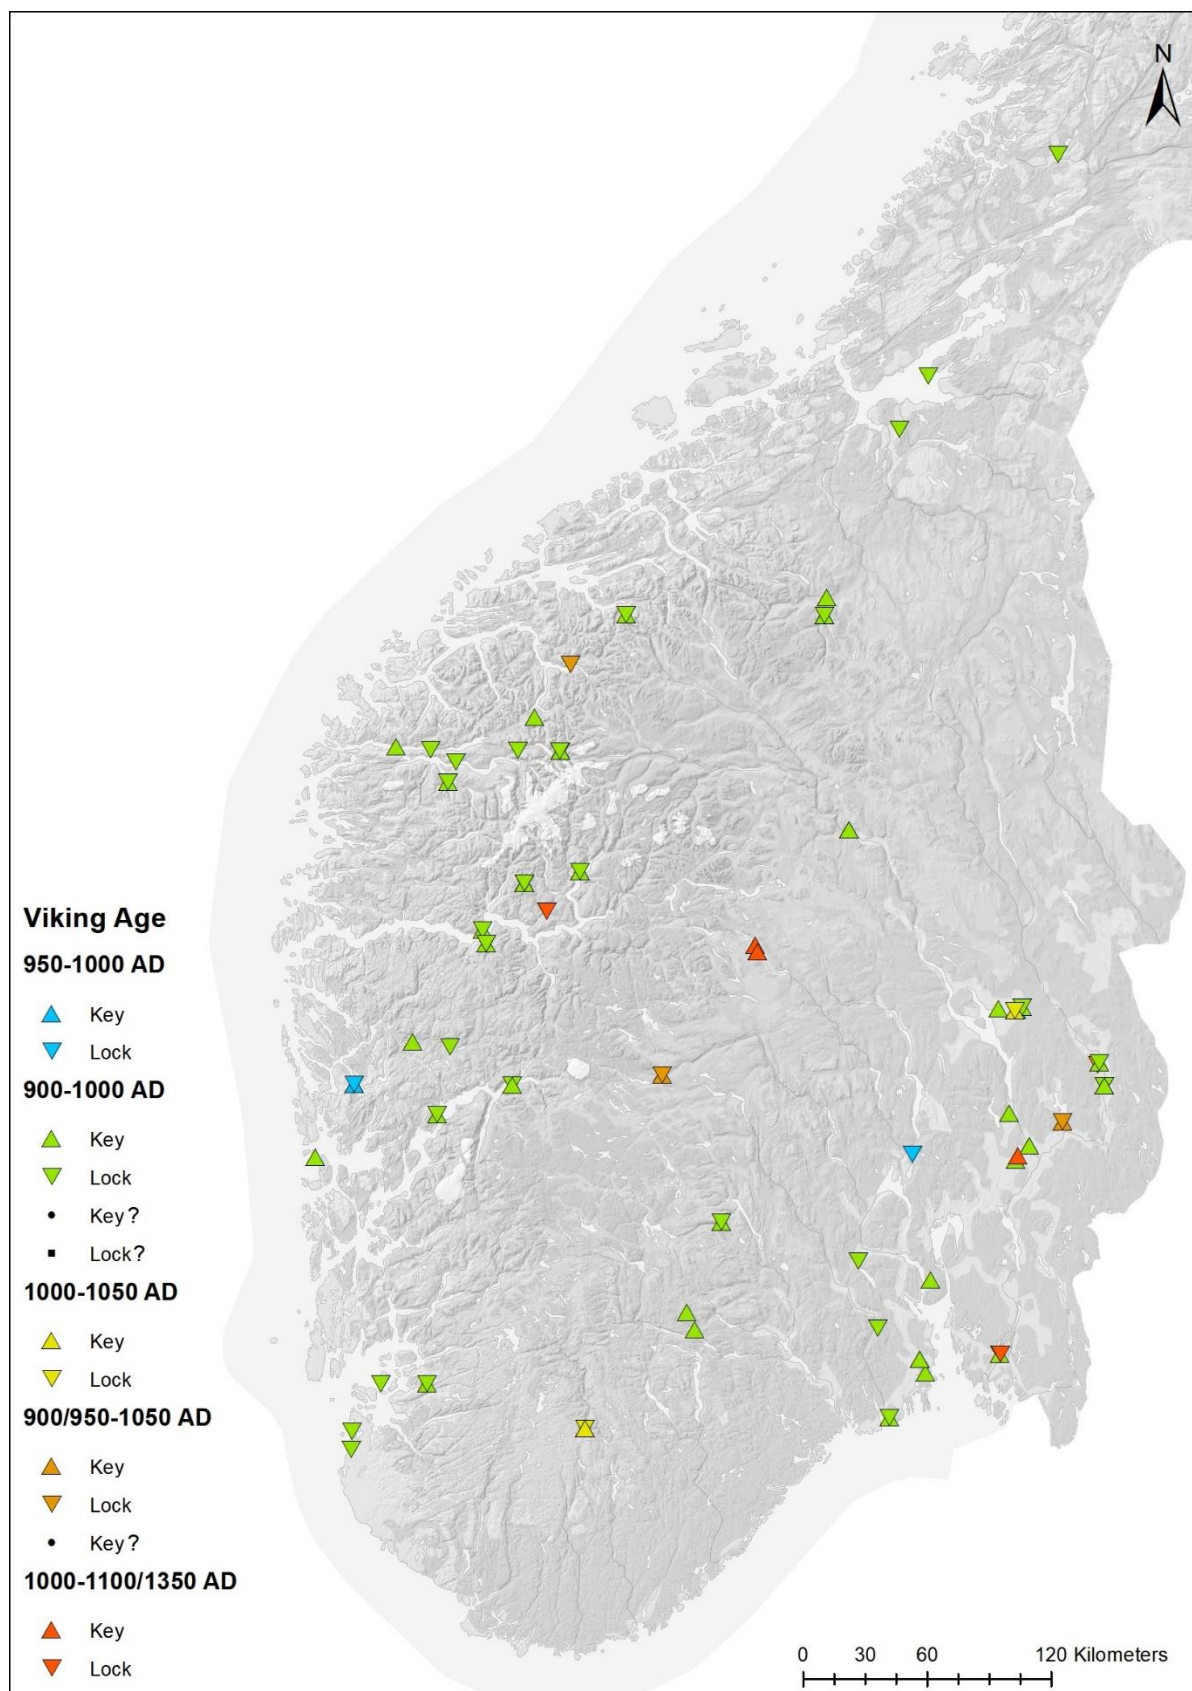 N
Viking Age
950-1000 AD
Key
Lock
900-1000 AD
Key
Lock
Key?
Lock?
1000-1050 AD
Key
Lock
900/950-1050 AD
Key
Lock
Key?
1000-1100/1350 AD
Key
Lock
0 30 60 120 Kilometers